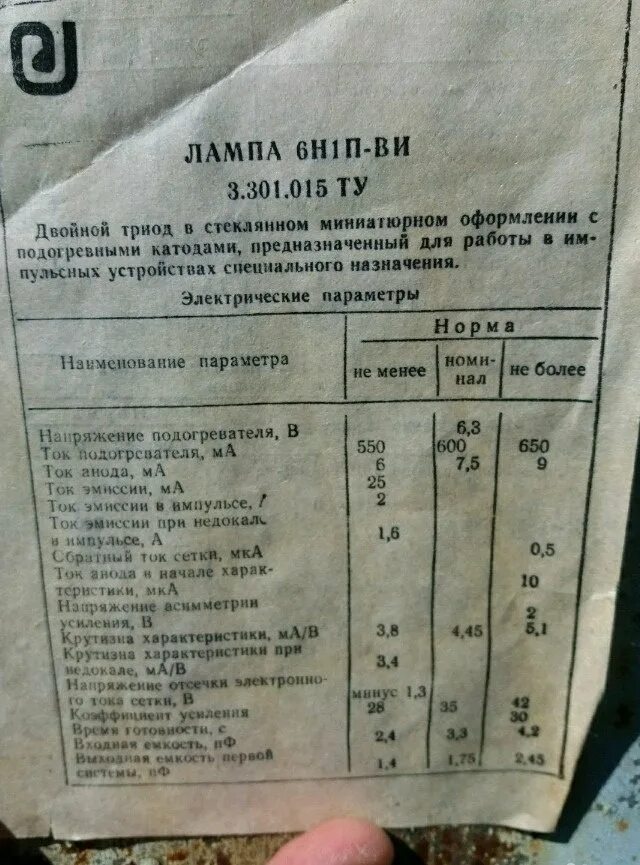 ЛАМПА 6Н1П-ВИ
3.301.015 ТУ
Двойной триод в стеклянном миниатюрном оформлении с
подогревными катодами, предназначенный для работы в им-
пульсных устройствах специального назначения.
Электрические параметры
Наименование параметра
Норма
не менее
номи-
нал
не более
Напряжение подогревателя, В 6,3
Ток подогревателя, мА 550 600 650
Ток анода, мА 6 7,5 9
Ток эмиссии, мА 25
Ток эмиссии в импульсе, 2
Ток эмиссии при недокале
в импульсе, А 1,6
Обратный ток сетки, мкА 0,5
Ток анода в начале харак-
теристики, мкА 10
Напряжение асимметрии
усиления, В 2
Крутизна характеристики, мА/В 3,8 4,45 5,1
Крутизна характеристики при
недокале, мА/В 3,4
Напряжение отсечки электронно-
го тока сетки, В минус 1,3
Коэффициент усиления 28 35 42
Время готовности, с 30
Входная емкость, пФ 2,4 3,3 4,2
Выходная емкость первой
системы, пФ 1,4 1,75 2,45